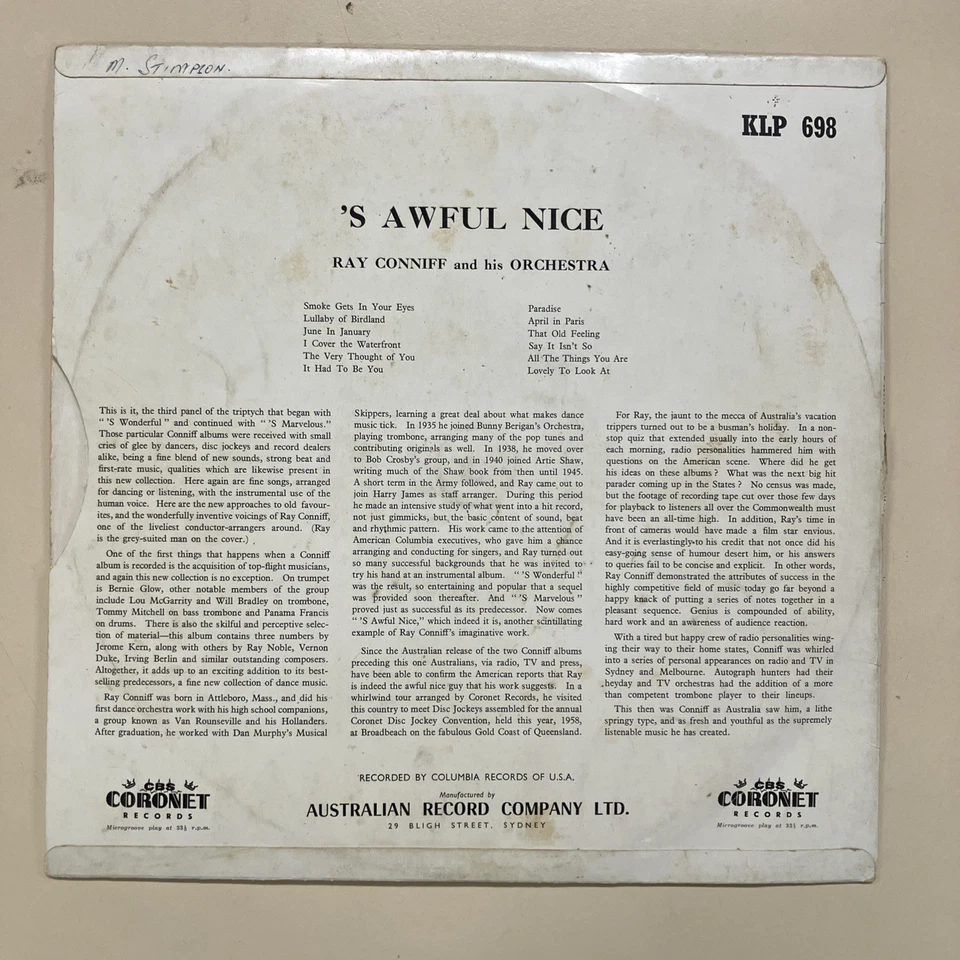 M. STIMPSON.
KLP 698
'S AWFUL NICE
RAY CONNIFF and his ORCHESTRA
Smoke Gets In Your Eyes
Lullaby of Birdland
June In January
I Cover the Waterfront
The Very Thought of You
It Had To Be You
Paradise
April in Paris
That Old Feeling
Say It Isn't So
All The Things You Are
Lovely To Look At
This is it, the third panel of the triptych that began with
" 'S Wonderful " and continued with " 'S Marvelous."
Those particular Conniff albums were received with small
cries of glee by dancers, disc jockeys and record dealers
alike, being a fine blend of new sounds, strong beat and
first-rate music, qualities which are likewise present in
this new collection. Here again are fine songs, arranged
for dancing or listening, with the instrumental use of the
human voice. Here are the new approaches to old favour-
ites, and the wonderfully inventive voicings of Ray Conniff,
one of the liveliest conductor-arrangers around. (Ray
is the grey-suited man on the cover.)
One of the first things that happens when a Conniff
album is recorded is the acquisition of top-flight musicians,
and again this new collection is no exception. On trumpet
is Bernie Glow, other notable members of the group
include Lou McGarrity and Will Bradley on trombone,
Tommy Mitchell on bass trombone and Panama Francis
on drums. There is also the skilful and perceptive selec-
tion of material—this album contains three numbers by
Jerome Kern, along with others by Ray Noble, Vernon
Duke, Irving Berlin and similar outstanding composers.
Altogether, it adds up to an exciting addition to its best-
selling predecessors, a fine new collection of dance music.
Ray Conniff was born in Attleboro, Mass., and did his
first dance orchestra work with his high school companions,
a group known as Van Rounseville and his Hollanders.
After graduation, he worked with Dan Murphy's Musical
Skippers, learning a great deal about what makes dance
music tick. In 1935 he joined Bunny Berigan's Orchestra,
playing trombone, arranging many of the pop tunes and
contributing originals as well. In 1938, he moved over
to Bob Crosby's group, and in 1940 joined Artie Shaw,
writing much of the Shaw book from then until 1945.
A short term in the Army followed, and Ray came out to
join Harry James as staff arranger. During this period
he made an intensive study of what went into a hit record,
not just gimmicks, but the basic content of sound, beat
and rhythmic pattern. His work came to the attention of
American Columbia executives, who gave him a chance
arranging and conducting for singers, and Ray turned out
so many successful backgrounds that he was invited to
try his hand at an instrumental album. " 'S Wonderful "
was the result, so entertaining and popular that a sequel
was provided soon thereafter. And " 'S Marvelous "
proved just as successful as its predecessor. Now comes
" 'S Awful Nice," which indeed it is, another scintillating
example of Ray Conniff's imaginative work.
Since the Australian release of the two Conniff albums
preceding this one Australians, via radio, TV and press,
have been able to confirm the American reports that Ray
is indeed the awful nice guy that his work suggests. In a
whirlwind tour arranged by Coronet Records, he visited
this country to meet Disc Jockeys assembled for the annual
Coronet Disc Jockey Convention, held this year, 1958,
at Broadbeach on the fabulous Gold Coast of Queensland.
For Ray, the jaunt to the mecca of Australia's vacation
trippers turned out to be a busman's holiday. In a non-
stop quiz that extended usually into the early hours of
each morning, radio personalities hammered him with
questions on the American scene. Where did he get
his ideas on these albums ? What was the next big hit
parader coming up in the States ? No census was made,
but the footage of recording tape cut over those few days
for playback to listeners all over the Commonwealth must
have been an all-time high. In addition, Ray's time in
front of cameras would have made a film star envious.
And it is everlastingly to his credit that not once did his
easy-going sense of humour desert him, or his answers
to queries fail to be concise and explicit. In other words,
Ray Conniff demonstrated the attributes of success in the
highly competitive field of music today go far beyond a
happy knack of putting a series of notes together in a
pleasant sequence. Genius is compounded of ability,
hard work and an awareness of audience reaction.
With a tired but happy crew of radio personalities wing-
ing their way to their home states, Conniff was whirled
into a series of personal appearances on radio and TV in
Sydney and Melbourne. Autograph hunters had their
heyday and TV orchestras had the addition of a more
than competent trombone player to their lineups.
This then was Conniff as Australia saw him, a lithe
springy type, and as fresh and youthful as the supremely
listenable music he has created.
RECORDED BY COLUMBIA RECORDS OF U.S.A.
Manufactured by
AUSTRALIAN RECORD COMPANY LTD.
29 BLIGH STREET, SYDNEY
CBS
CORONET
RECORDS
Microgroove play at 33⅓ r.p.m.
CBS
CORONET
RECORDS
Microgroove play at 33⅓ r.p.m.